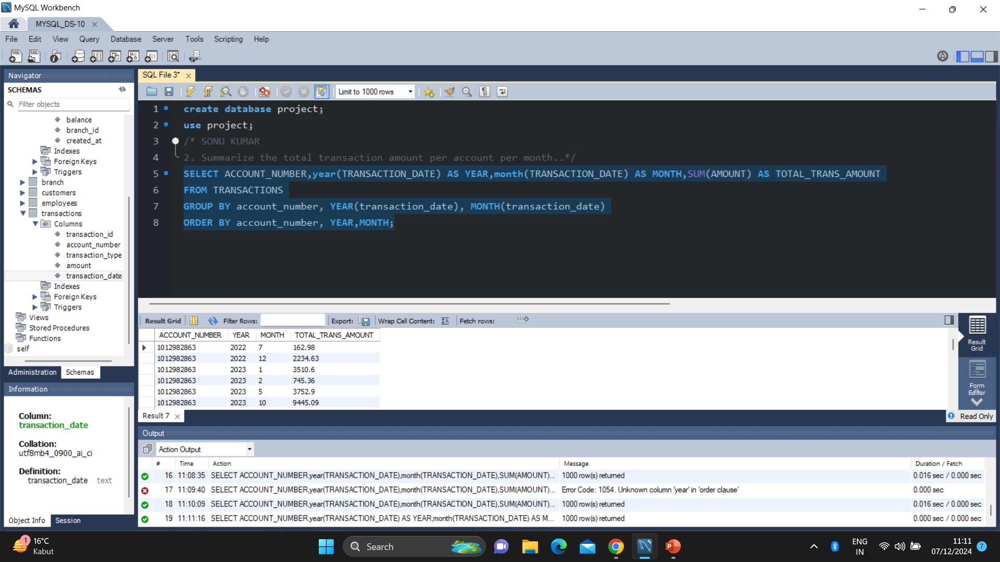 MySQL Workbench
MYSQL_DS-10
File Edit View Query Database Server Tools Scripting Help
Navigator
SCHEMAS
Filter objects
balance
branch_id
created_at
Indexes
Foreign Keys
Triggers
branch
customers
employees
transactions
Columns
transaction_id
account_number
transaction_type
amount
transaction_date
Indexes
Foreign Keys
Triggers
Views
Stored Procedures
Functions
self
Administration Schemas
Information
Column:
transaction_date
Collation:
utf8mb4_0900_ai_ci
Definition:
transaction_date text
Object Info Session
SQL File 3*
Limit to 1000 rows
1 create database project;
2 use project;
3 /* SONU KUMAR
4 2. Summarize the total transaction amount per account per month..*/
5 SELECT ACCOUNT_NUMBER,year(TRANSACTION_DATE) AS YEAR,month(TRANSACTION_DATE) AS MONTH,SUM(AMOUNT) AS TOTAL_TRANS_AMOUNT
6 FROM TRANSACTIONS
7 GROUP BY account_number, YEAR(transaction_date), MONTH(transaction_date)
8 ORDER BY account_number, YEAR,MONTH;
Result Grid Filter Rows: Export: Wrap Cell Content: Fetch rows:
ACCOUNT_NUMBER YEAR MONTH TOTAL_TRANS_AMOUNT
1012982863 2022 7 162.98
1012982863 2022 12 2234.63
1012982863 2023 1 3510.6
1012982863 2023 2 745.36
1012982863 2023 5 3752.9
1012982863 2023 10 9445.09
Result Grid
Form Editor
Result 7
Read Only
Output
Action Output
# Time Action Message Duration / Fetch
16 11:08:35 SELECT ACCOUNT_NUMBER,year(TRANSACTION_DATE),month(TRANSACTION_DATE),SUM(AMOUNT)... 1000 row(s) returned 0.016 sec / 0.000 sec
17 11:09:40 SELECT ACCOUNT_NUMBER,year(TRANSACTION_DATE),month(TRANSACTION_DATE),SUM(AMOUNT)... Error Code: 1054. Unknown column 'year' in 'order clause' 0.000 sec
18 11:10:09 SELECT ACCOUNT_NUMBER,year(TRANSACTION_DATE),month(TRANSACTION_DATE),SUM(AMOUNT)... 1000 row(s) returned 0.016 sec / 0.000 sec
19 11:11:16 SELECT ACCOUNT_NUMBER,year(TRANSACTION_DATE) AS YEAR,month(TRANSACTION_DATE) AS M... 1000 row(s) returned 0.000 sec / 0.000 sec
1
16°C
Kabut
Search
ENG
IN
11:11
07/12/2024
7